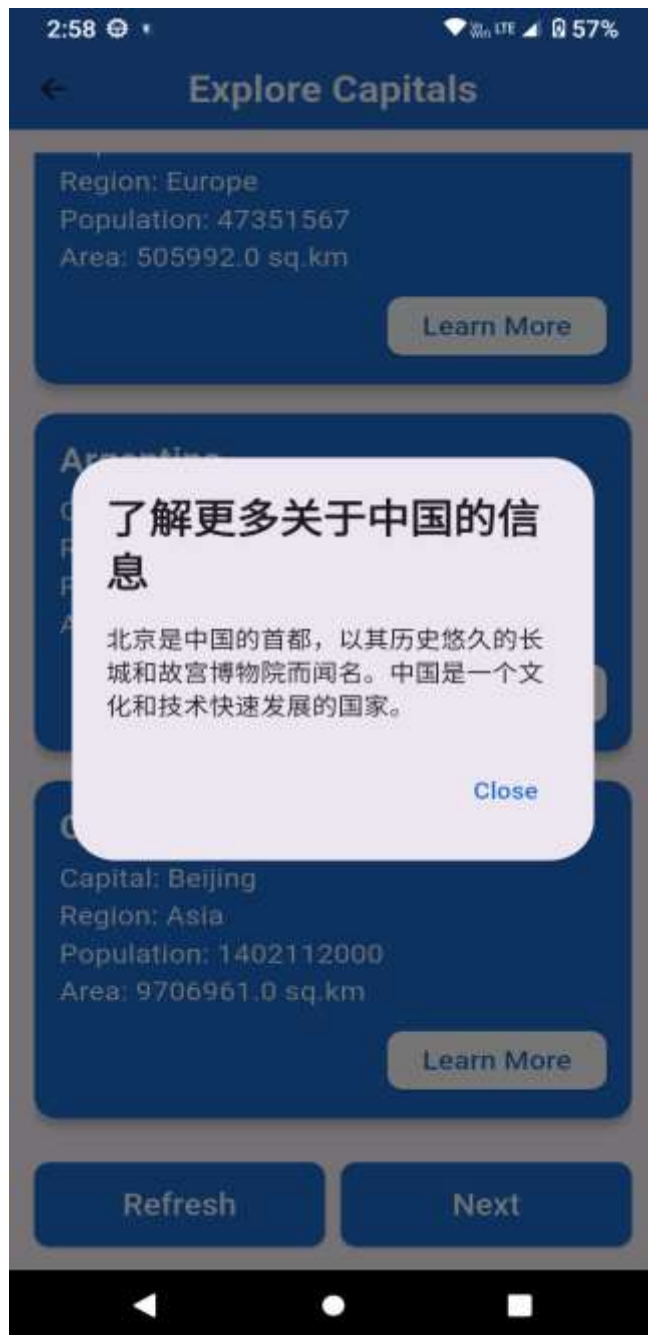 2:58
LTE 57%
Explore Capitals
Region: Europe
Population: 47351567
Area: 505992.0 sq.km
Learn More
了解更多关于中国的信
息
北京是中国的首都，以其历史悠久的长
城和故宫博物院而闻名。中国是一个文
化和技术快速发展的国家。
Close
Capital: Beijing
Region: Asia
Population: 1402112000
Area: 9706961.0 sq.km
Learn More
Refresh
Next